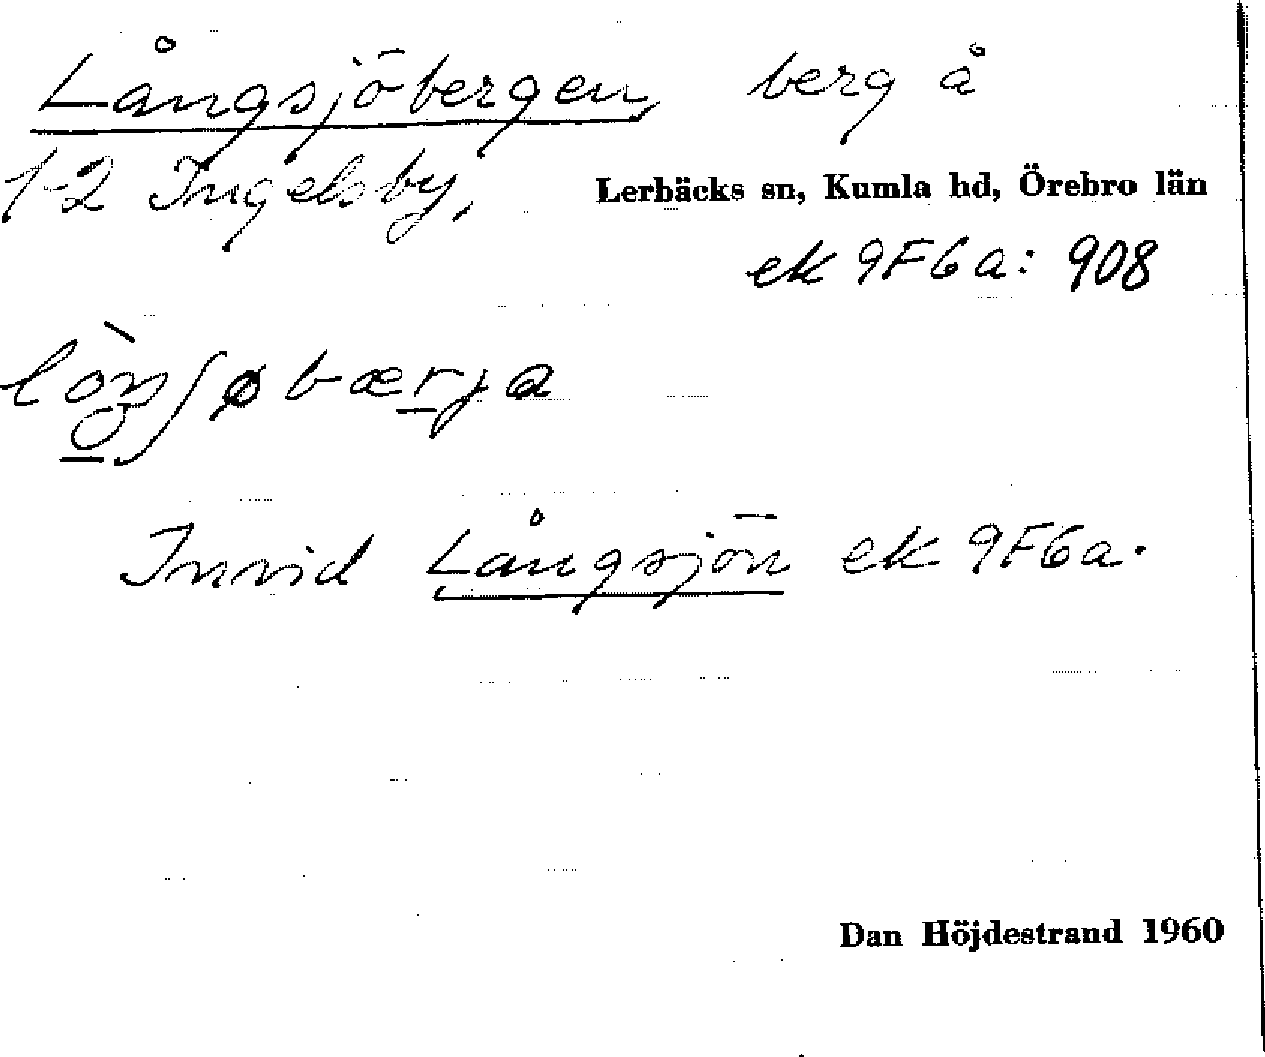 Långsjöbergen, berg å
1-2 Ingelsby, Lerbäcks sn, Kumla hd, Örebro län
ek 9F6a: 908
Invid Långsjön ek 9F6a.
Dan Höjdestrand 1960